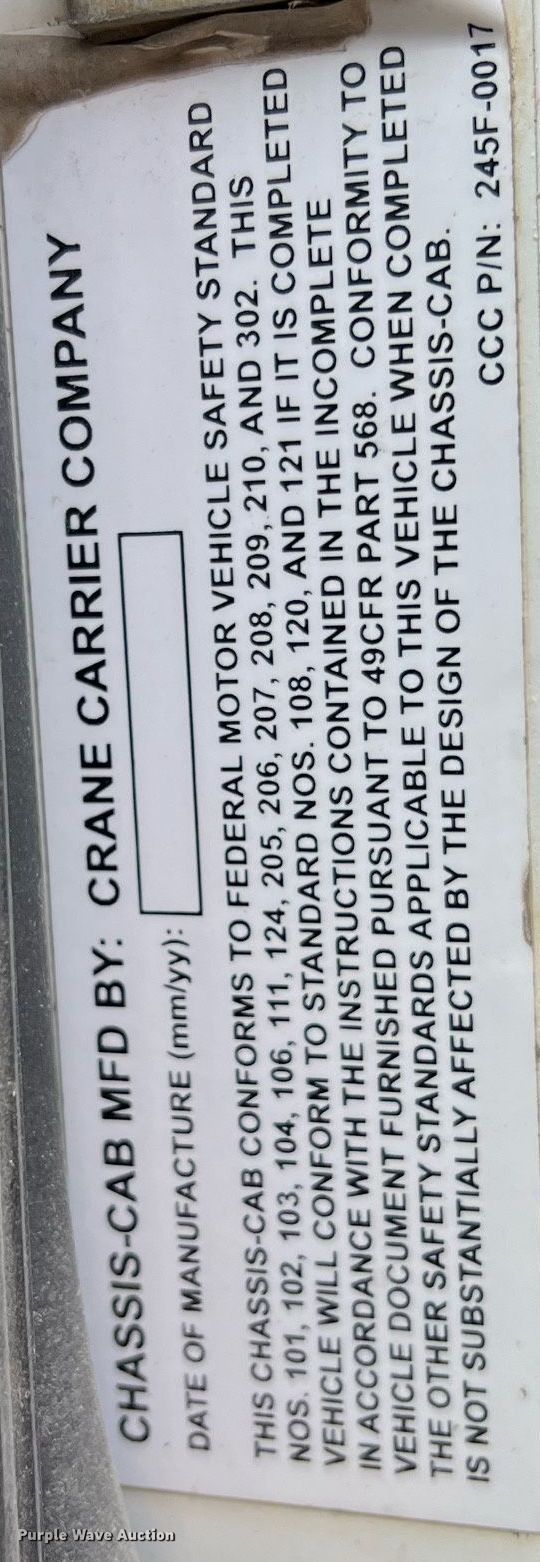 CHASSIS-CAB MFD BY: CRANE CARRIER COMPANY
DATE OF MANUFACTURE (mm/yy):
THIS CHASSIS-CAB CONFORMS TO FEDERAL MOTOR VEHICLE SAFETY STANDARD
NOS. 101, 102, 103, 104, 106, 111, 124, 205, 206, 207, 208, 209, 210, AND 302. THIS
VEHICLE WILL CONFORM TO STANDARD NOS. 108, 120, AND 121 IF IT IS COMPLETED
IN ACCORDANCE WITH THE INSTRUCTIONS CONTAINED IN THE INCOMPLETE
VEHICLE DOCUMENT FURNISHED PURSUANT TO 49CFR PART 568. CONFORMITY TO
THE OTHER SAFETY STANDARDS APPLICABLE TO THIS VEHICLE WHEN COMPLETED
IS NOT SUBSTANTIALLY AFFECTED BY THE DESIGN OF THE CHASSIS-CAB.
CCC P/N: 245F-0017
Purple Wave Auction